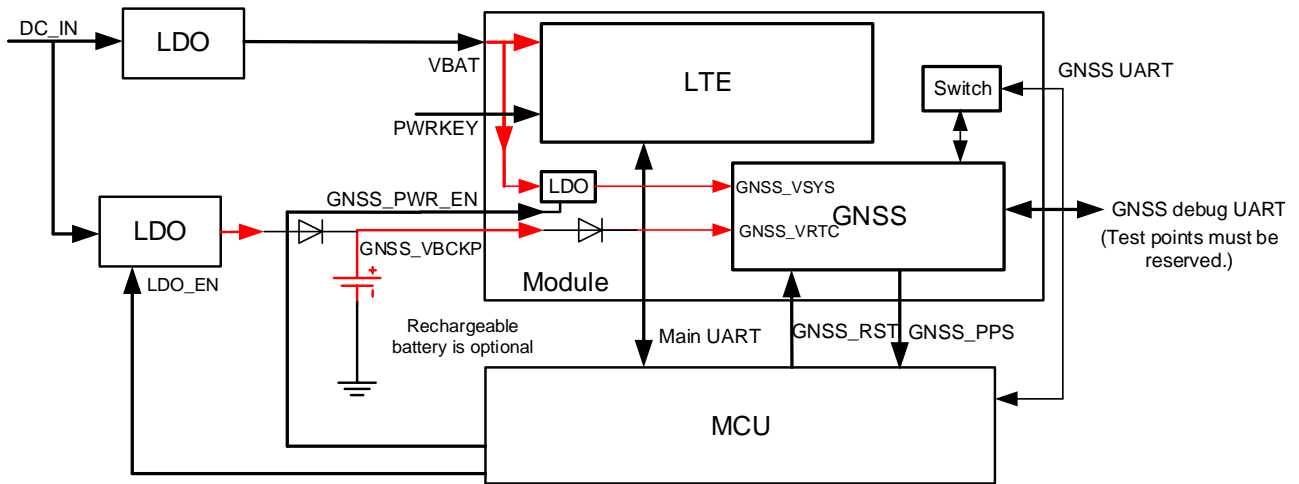 DC_IN
LDO
VBAT
PWRKEY
LTE
Switch
GNSS UART
LDO
GNSS_PWR_EN
LDO
LDO_EN
GNSS_VBCKP
+
Rechargeable
battery is optional
GNSS_VSYS
GNSS_VRTC
GNSS
GNSS debug UART
(Test points must be
reserved.)
Module
Main UART
GNSS_RST
GNSS_PPS
MCU